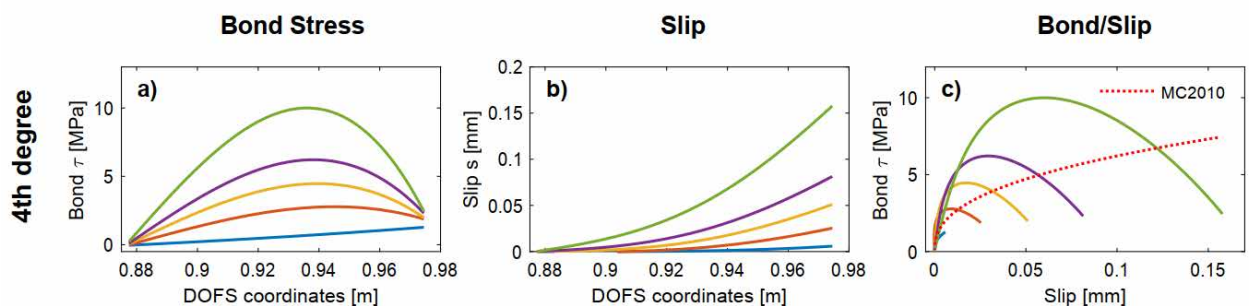 Bond Stress
Slip
Bond/Slip
4th degree
a)
Bond τ [MPa]
10
5
0
0.88 0.9 0.92 0.94 0.96 0.98
DOFS coordinates [m]
b)
Slip s [mm]
0.2
0.15
0.1
0.05
0
0.88 0.9 0.92 0.94 0.96 0.98
DOFS coordinates [m]
c)
MC2010
Bond τ [MPa]
10
5
0
0 0.05 0.1 0.15
Slip [mm]